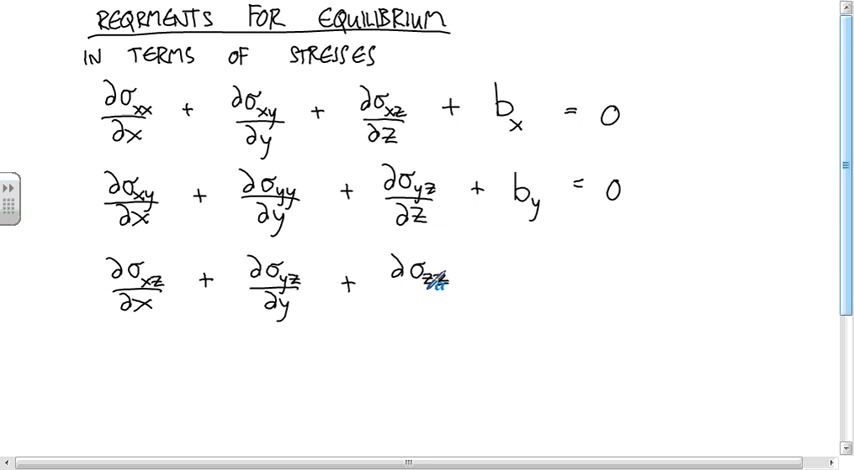 REQRMENTS FOR EQUILIBRIUM
IN TERMS OF STRESSES
∂σxx/∂x + ∂σxy/∂y + ∂σxz/∂z + bx = 0
∂σxy/∂x + ∂σyy/∂y + ∂σyz/∂z + by = 0
∂σxz/∂x + ∂σyz/∂y + ∂σzz